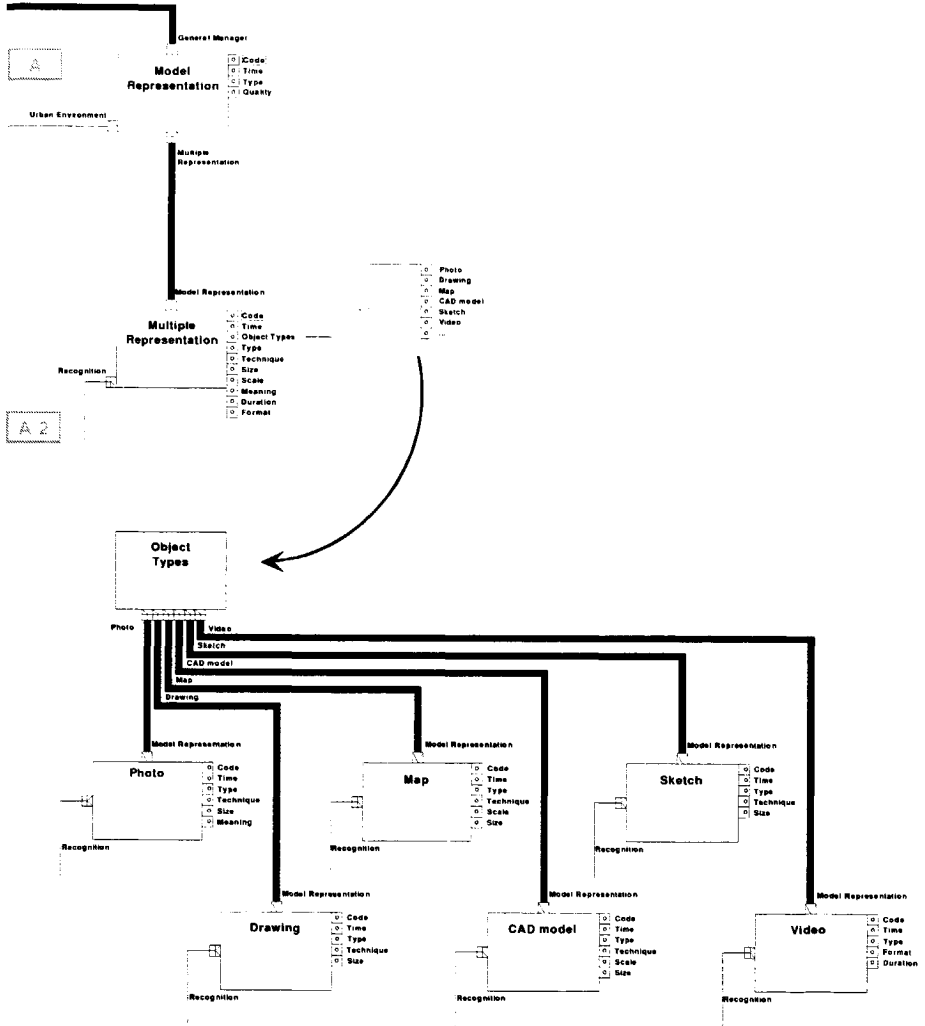 General Manager
A
Model
Representation
Code
Time
Type
Quality
Urban Environment
Multiple
Representation
Model Representation
Multiple
Representation
Code
Time
Object Types
Type
Technique
Size
Scale
Meaning
Duration
Format
Photo
Drawing
Map
CAD model
Sketch
Video
...
Recognition
A 2
Object
Types
Photo
Video
Sketch
CAD model
Map
Drawing
Model Representation
Photo
Code
Time
Type
Technique
Size
Meaning
Recognition
Model Representation
Map
Code
Time
Type
Technique
Scale
Size
Recognition
Model Representation
Sketch
Code
Time
Type
Technique
Size
Recognition
Model Representation
Drawing
Code
Time
Type
Technique
Size
Recognition
Model Representation
CAD model
Code
Time
Type
Technique
Scale
Size
Recognition
Model Representation
Video
Code
Time
Type
Format
Duration
Recognition